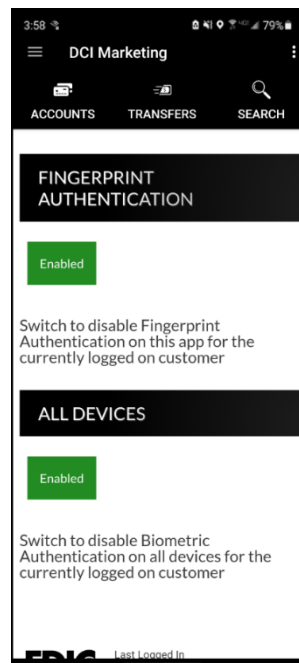 3:58 79%
DCI Marketing
ACCOUNTS TRANSFERS SEARCH
FINGERPRINT
AUTHENTICATION
Enabled
Switch to disable Fingerprint
Authentication on this app for the
currently logged on customer
ALL DEVICES
Enabled
Switch to disable Biometric
Authentication on all devices for the
currently logged on customer
FDIC Last Logged In